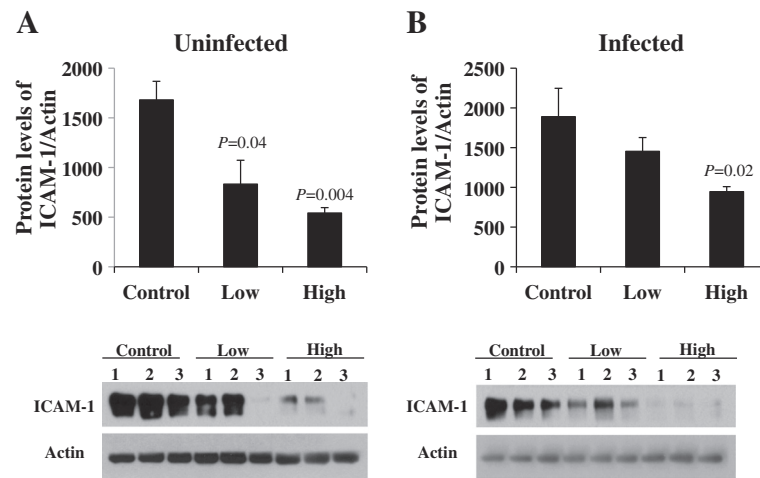 A
Uninfected
Protein levels of
ICAM-1/Actin
2000
1500
1000
500
0
P=0.04
P=0.004
Control Low High
Control Low High
1 2 3 1 2 3 1 2 3
ICAM-1
Actin
B
Infected
Protein levels of
ICAM-1/Actin
2500
2000
1500
1000
500
0
P=0.02
Control Low High
Control Low High
1 2 3 1 2 3 1 2 3
ICAM-1
Actin